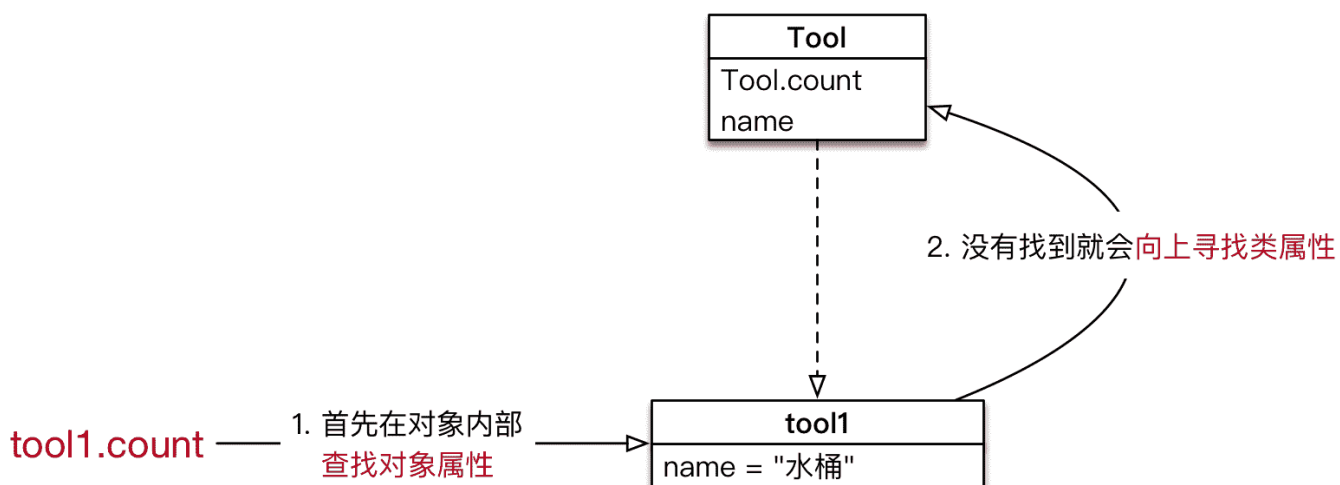 Tool
Tool.count
name
2. 没有找到就会向上寻找类属性
tool1.count
1. 首先在对象内部
查找对象属性
tool1
name = "水桶"